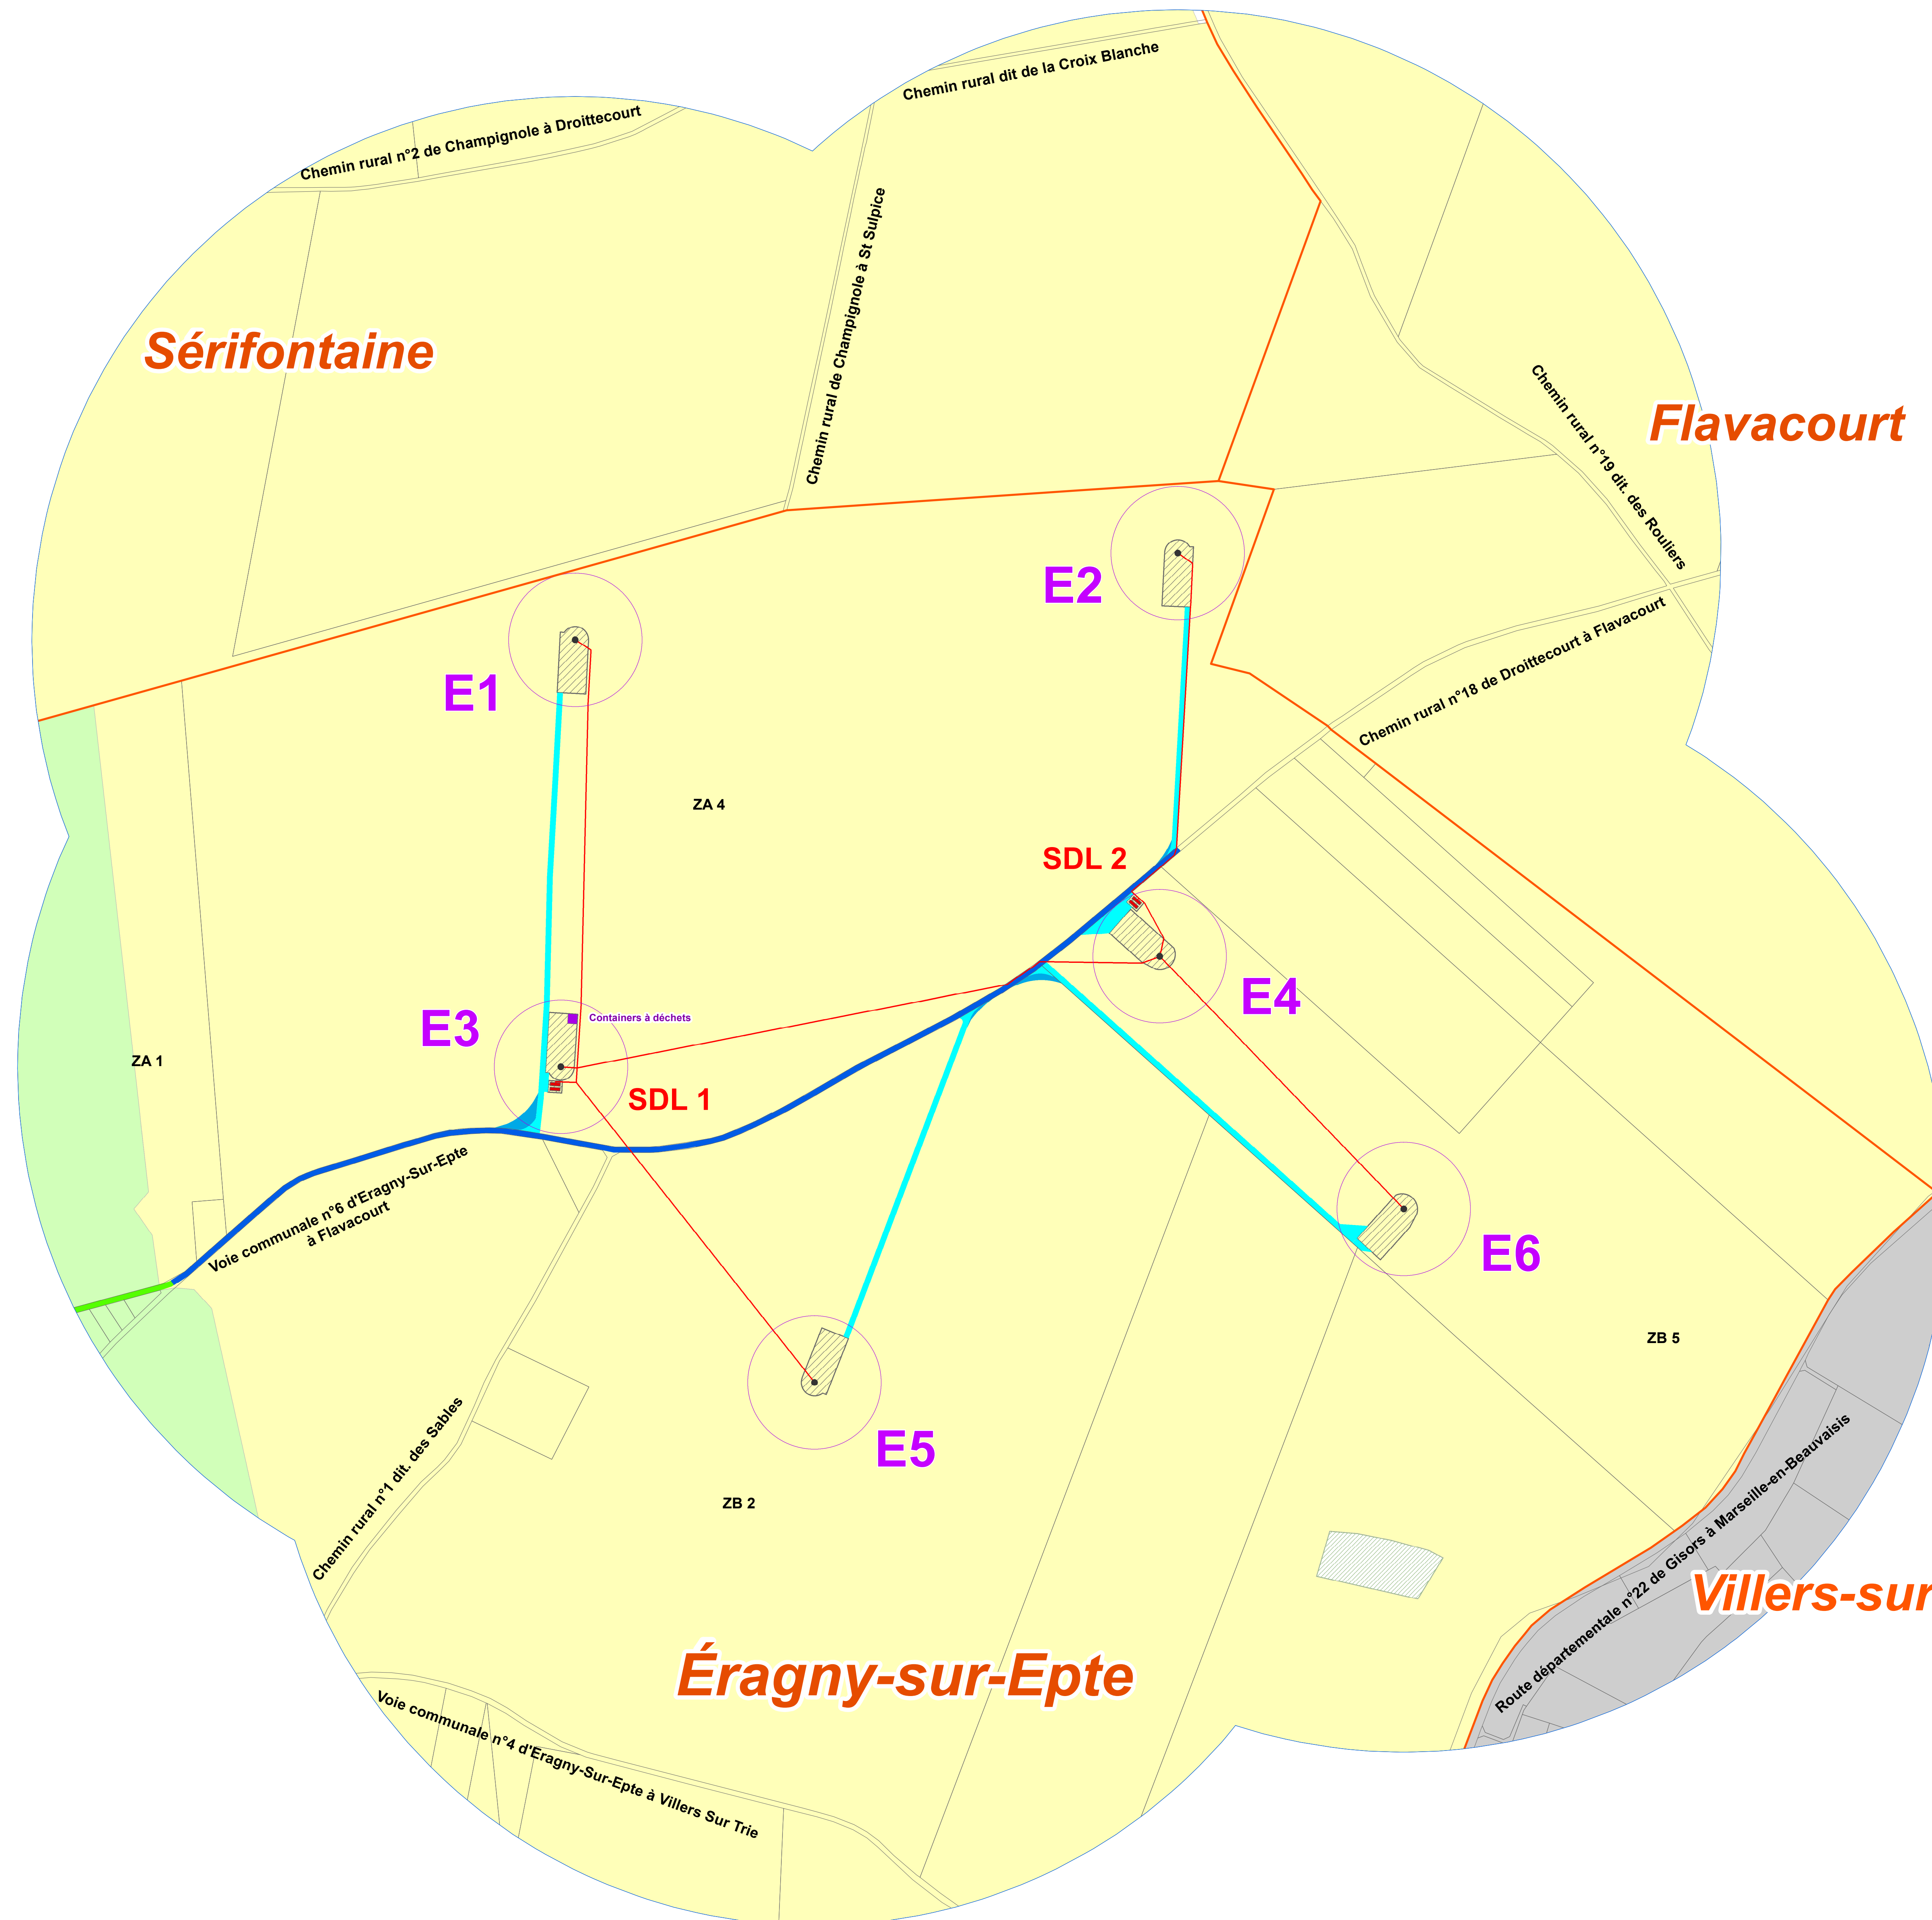 Chemin rural dit de la Croix Blanche
Chemin rural n°2 de Champignole à Droittecourt
Chemin rural de Champignole à St Sulpice
Sérifontaine
Flavacourt
Chemin rural n°19 dit. des Rouliers
E2
Chemin rural n°18 de Droittecourt à Flavacourt
E1
ZA 4
SDL 2
E4
E3
Containers à déchets
ZA 1
SDL 1
Voie communale n°6 d'Eragny-Sur-Epte
à Flavacourt
E6
ZB 5
E5
Chemin rural n°1 dit. des Sables
ZB 2
Route départementale n°22 de Gisors à Marseille-en-Beauvaisis
Villers-sur
Éragny-sur-Epte
Voie communale n°4 d'Eragny-Sur-Epte à Villers Sur Trie